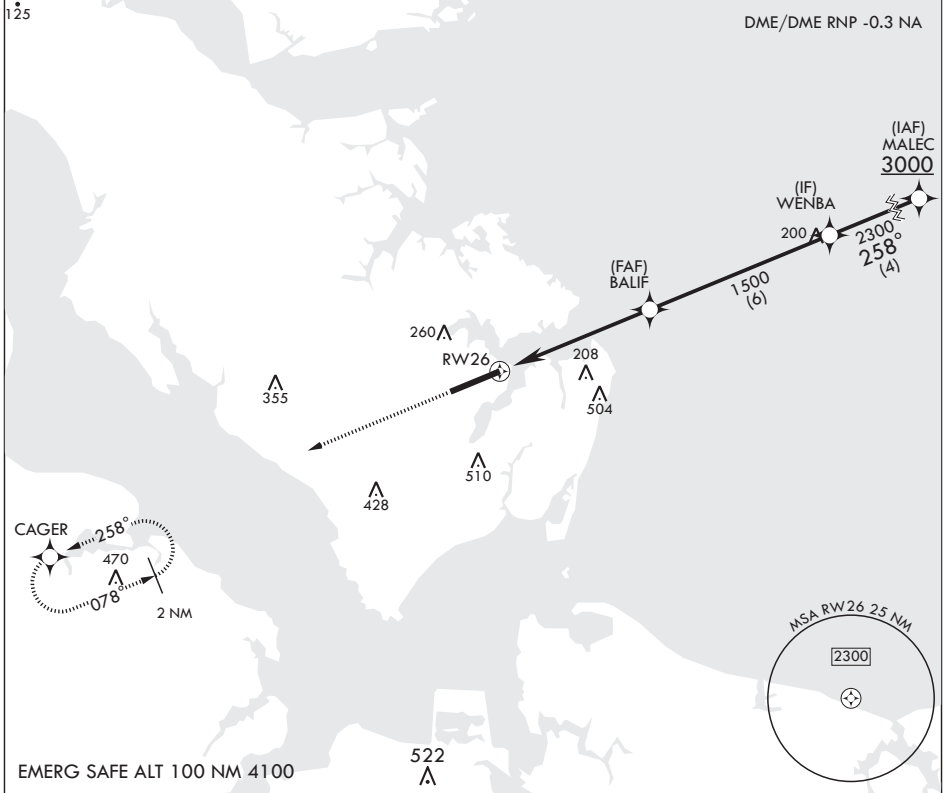 125
DME/DME RNP -0.3 NA
(IAF)
MALEC
3000
(IF)
WENBA
200
2300
258°
(4)
(FAF)
BALIF
1500
(6)
260
RW26
208
355
504
510
428
CAGER
258°
470
078°
2 NM
MSA RW26 25 NM
2300
522
EMERG SAFE ALT 100 NM 4100